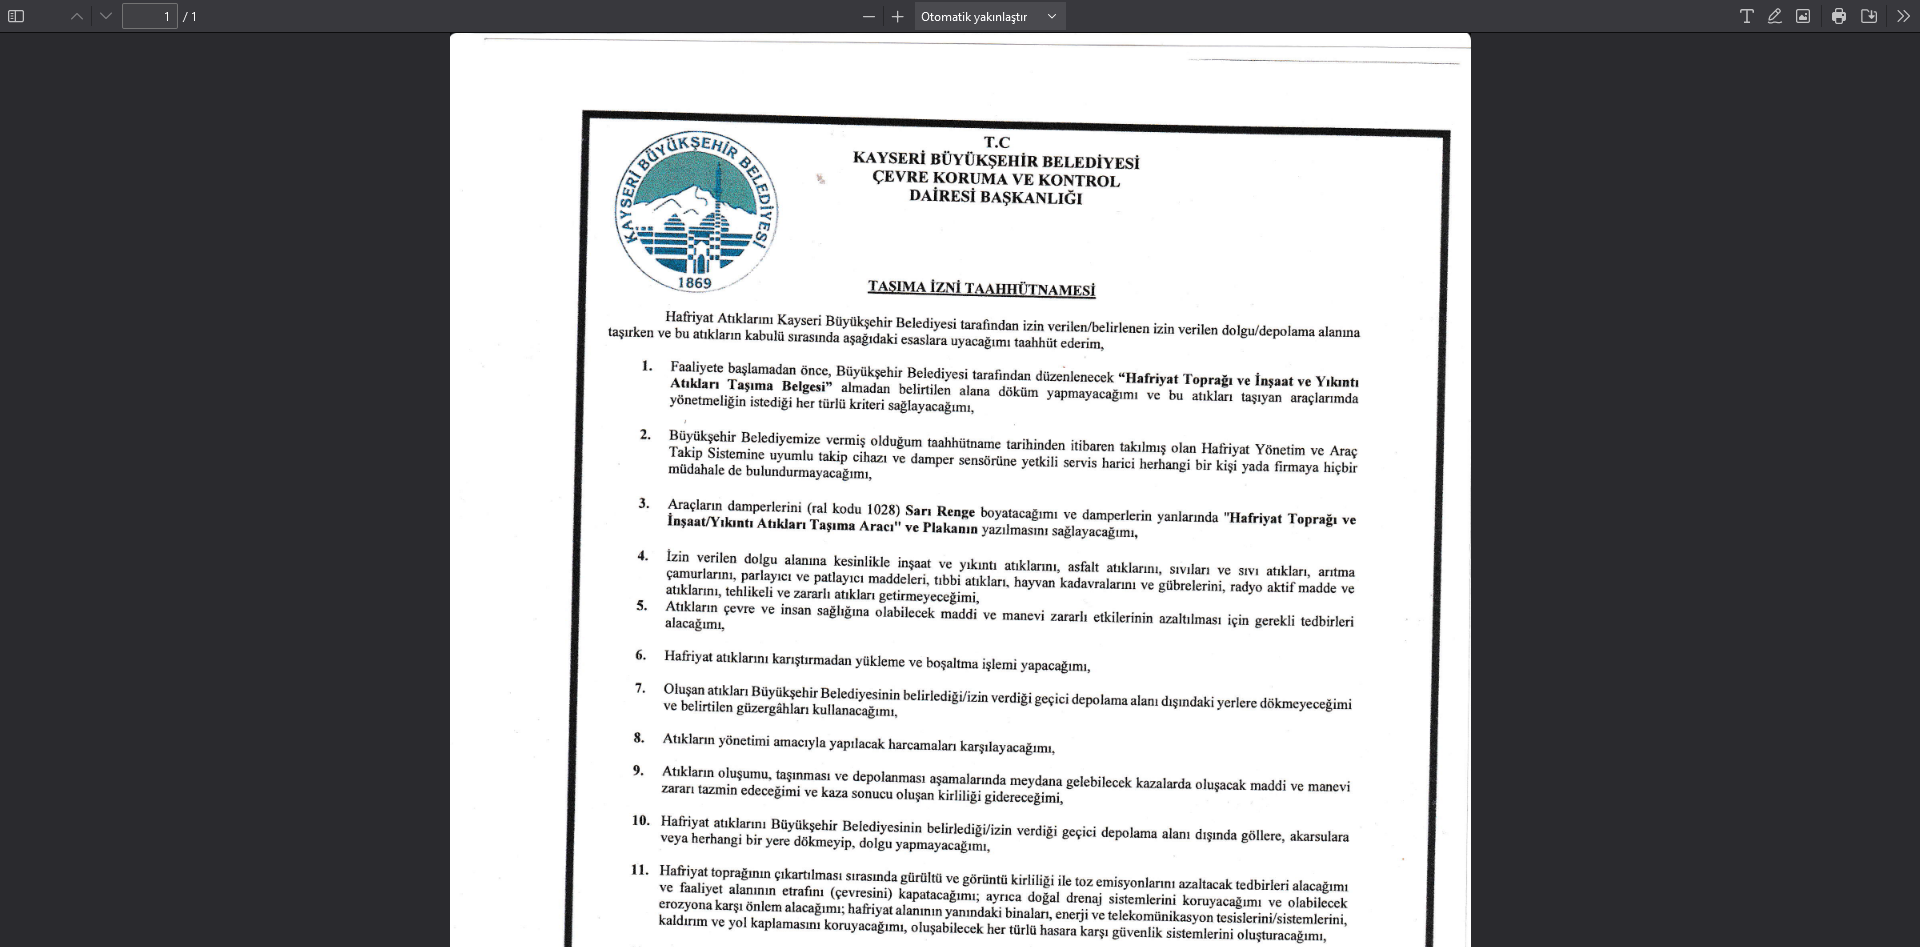 1 / 1
Otomatik yakınlaştır
KAYSERİ BÜYÜKŞEHİR BELEDİYESİ
1869
T.C
KAYSERİ BÜYÜKŞEHİR BELEDİYESİ
ÇEVRE KORUMA VE KONTROL
DAİRESİ BAŞKANLIĞI
TAŞIMA İZNİ TAAHHÜTNAMESİ
Hafriyat Atıklarını Kayseri Büyükşehir Belediyesi tarafından izin verilen/belirlenen izin verilen dolgu/depolama alanına
taşırken ve bu atıkların kabulü sırasında aşağıdaki esaslara uyacağımı taahhüt ederim,
1. Faaliyete başlamadan önce, Büyükşehir Belediyesi tarafından düzenlenecek “Hafriyat Toprağı ve İnşaat ve Yıkıntı
Atıkları Taşıma Belgesi” almadan belirtilen alana döküm yapmayacağımı ve bu atıkları taşıyan araçlarımda
yönetmeliğin istediği her türlü kriteri sağlayacağımı,
2. Büyükşehir Belediyemize vermiş olduğum taahhütname tarihinden itibaren takılmış olan Hafriyat Yönetim ve Araç
Takip Sistemine uyumlu takip cihazı ve damper sensörüne yetkili servis harici herhangi bir kişi yada firmaya hiçbir
müdahale de bulundurmayacağımı,
3. Araçların damperlerini (ral kodu 1028) Sarı Renge boyatacağımı ve damperlerin yanlarında "Hafriyat Toprağı ve
İnşaat/Yıkıntı Atıkları Taşıma Aracı" ve Plakanın yazılmasını sağlayacağımı,
4. İzin verilen dolgu alanına kesinlikle inşaat ve yıkıntı atıklarını, asfalt atıklarını, sıvıları ve sıvı atıkları, arıtma
çamurlarını, parlayıcı ve patlayıcı maddeleri, tıbbi atıkları, hayvan kadavralarını ve gübrelerini, radyo aktif madde ve
atıklarını, tehlikeli ve zararlı atıkları getirmeyeceğimi,
5. Atıkların çevre ve insan sağlığına olabilecek maddi ve manevi zararlı etkilerinin azaltılması için gerekli tedbirleri
alacağımı,
6. Hafriyat atıklarını karıştırmadan yükleme ve boşaltma işlemi yapacağımı,
7. Oluşan atıkları Büyükşehir Belediyesinin belirlediği/izin verdiği geçici depolama alanı dışındaki yerlere dökmeyeceğimi
ve belirtilen güzergâhları kullanacağımı,
8. Atıkların yönetimi amacıyla yapılacak harcamaları karşılayacağımı,
9. Atıkların oluşumu, taşınması ve depolanması aşamalarında meydana gelebilecek kazalarda oluşacak maddi ve manevi
zararı tazmin edeceğimi ve kaza sonucu oluşan kirliliği gidereceğimi,
10. Hafriyat atıklarını Büyükşehir Belediyesinin belirlediği/izin verdiği geçici depolama alanı dışında göllere, akarsulara
veya herhangi bir yere dökmeyip, dolgu yapmayacağımı,
11. Hafriyat toprağının çıkartılması sırasında gürültü ve görüntü kirliliği ile toz emisyonlarını azaltacak tedbirleri alacağımı
ve faaliyet alanının etrafını (çevresini) kapatacağımı; ayrıca doğal drenaj sistemlerini koruyacağımı ve olabilecek
erozyona karşı önlem alacağımı; hafriyat alanının yanındaki binaları, enerji ve telekomünikasyon tesislerini/sistemlerini,
kaldırım ve yol kaplamasını koruyacağımı, oluşabilecek her türlü hasara karşı güvenlik sistemlerini oluşturacağımı,